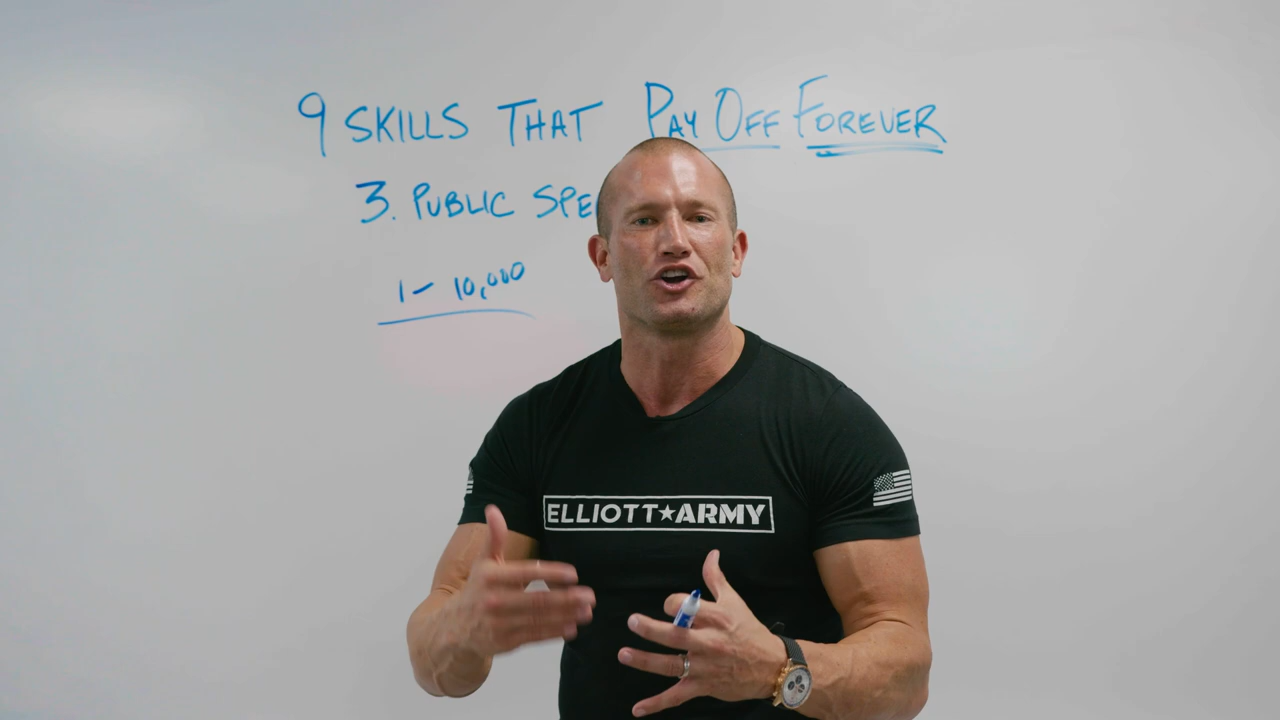 9 SKILLS THAT PAY OFF FOREVER
3. PUBLIC SPE
1 - 10,000
ELLIOTT★ARMY